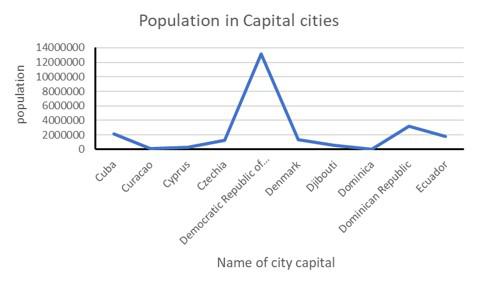 Population in Capital cities
population
14000000
12000000
10000000
8000000
6000000
4000000
2000000
0
Cuba
Curacao
Cyprus
Czechia
Democratic Republic of...
Denmark
Djibouti
Dominica
Dominican Republic
Ecuador
Name of city capital